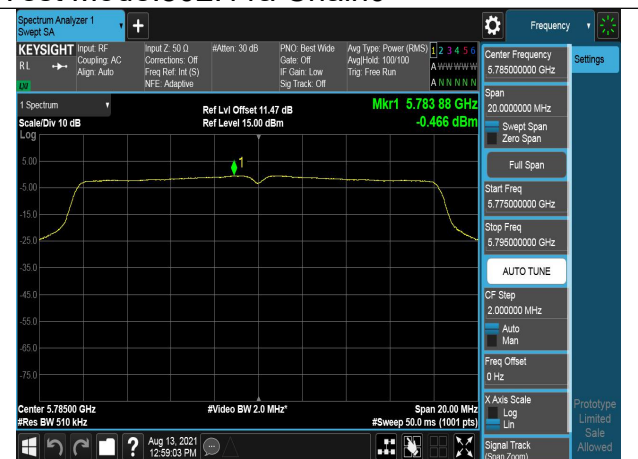 Spectrum Analyzer 1
Swept SA
Frequency
KEYSIGHT
RL
Input: RF
Coupling: AC
Align: Auto
Input Z: 50 Ω
Corrections: Off
Freq Ref: Int (S)
NFE: Adaptive
#Atten: 30 dB
PNO: Best Wide
Gate: Off
IF Gain: Low
Sig Track: Off
Avg Type: Power (RMS)
Avg|Hold: 100/100
Trig: Free Run
1 2 3 4 5 6
A W W W W W
A N N N N N
1 Spectrum
Scale/Div 10 dB
Log
Ref Lvl Offset 11.47 dB
Ref Level 15.00 dBm
Mkr1 5.783 88 GHz
-0.466 dBm
1
5.00
-5.00
-15.0
-25.0
-35.0
-45.0
-55.0
-65.0
-75.0
Center 5.78500 GHz
#Res BW 510 kHz
#Video BW 2.0 MHz*
Span 20.00 MHz
#Sweep 50.0 ms (1001 pts)
Center Frequency
5.785000000 GHz
Span
20.0000000 MHz
Swept Span
Zero Span
Full Span
Start Freq
5.775000000 GHz
Stop Freq
5.795000000 GHz
AUTO TUNE
CF Step
2.000000 MHz
Auto
Man
Freq Offset
0 Hz
X Axis Scale
Log
Lin
Signal Track
(Span Zoom)
Settings
Prototype
Limited
Sale
Allowed
?
Aug 13, 2021
12:59:03 PM